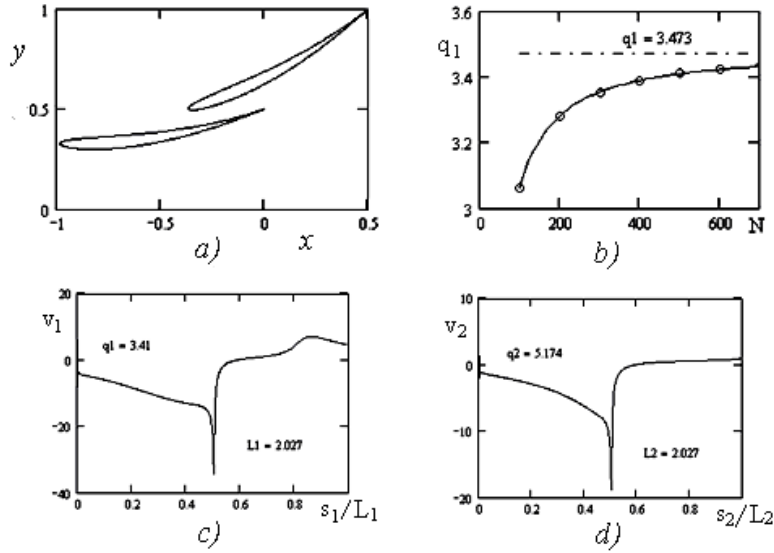 1
y
0.5
0
-1
-0.5
0
0.5
x
a)
3.6
q1
q1 = 3.473
3.4
3.2
3
0
200
400
600
N
b)
20
v1
q1 = 3.41
0
-20
L1 = 2.027
-40
0
0.2
0.4
0.6
0.8
s1/L1
c)
10
v2
q2 = 5.174
0
-10
L2 = 2.027
-20
0
0.2
0.4
0.6
0.8
s2/L2
d)